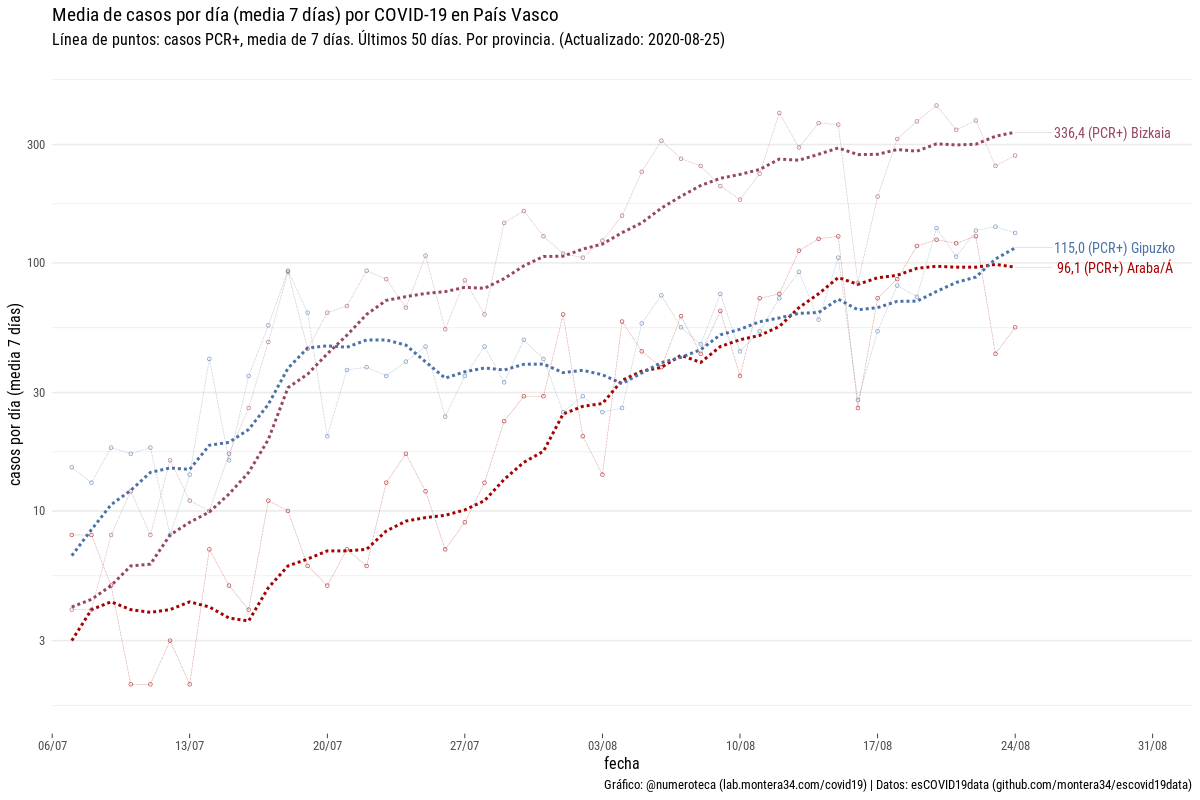 Media de casos por día (media 7 días) por COVID-19 en País Vasco
Línea de puntos: casos PCR+, media de 7 días. Últimos 50 días. Por provincia. (Actualizado: 2020-08-25)
casos por día (media 7 días)
300
100
30
10
3
336,4 (PCR+) Bizkaia
115,0 (PCR+) Gipuzko
96,1 (PCR+) Araba/Á
06/07
13/07
20/07
27/07
03/08
10/08
17/08
24/08
31/08
fecha
Gráfico: @numeroteca (lab.montera34.com/covid19) | Datos: esCOVID19data (github.com/montera34/escovid19data)